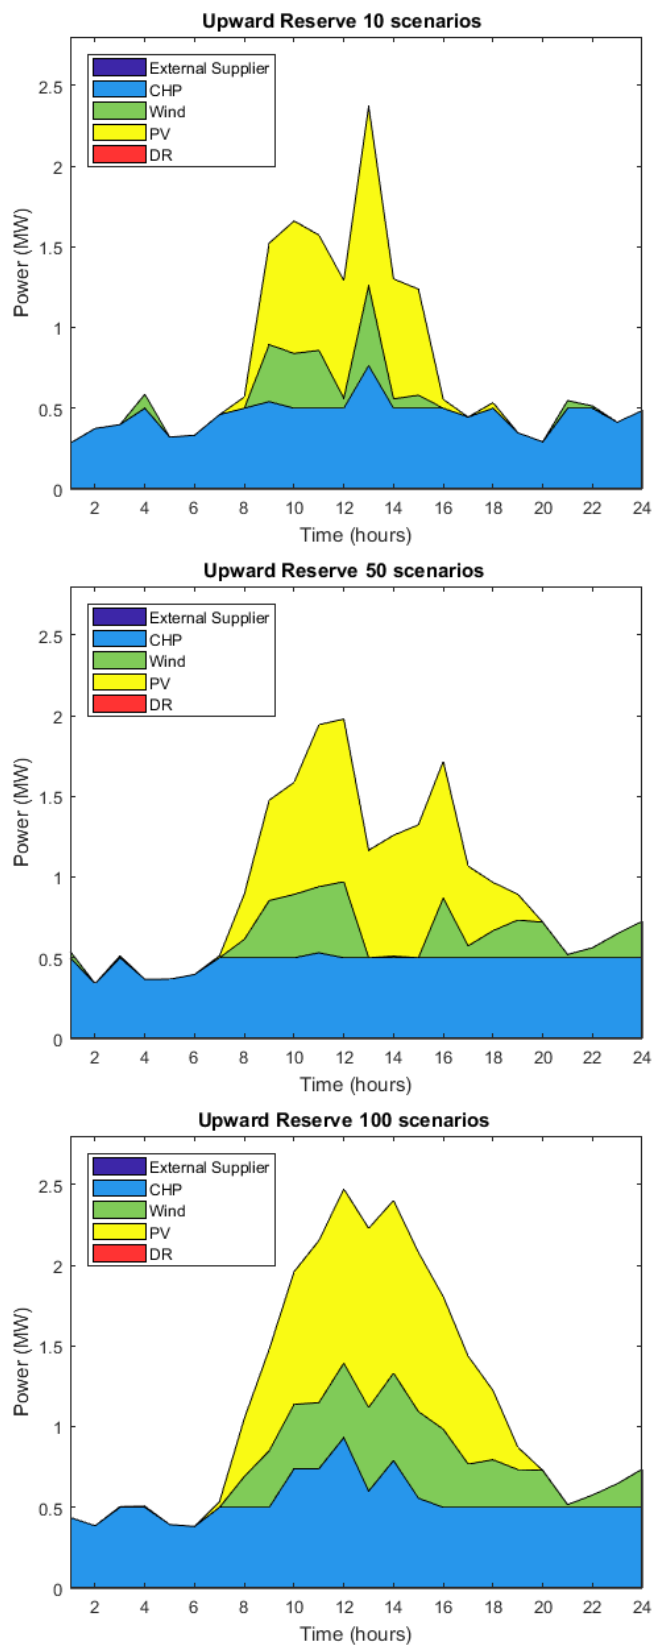 Upward Reserve 10 scenarios
External Supplier
CHP
Wind
PV
DR
Power (MW)
2.5
2
1.5
1
0.5
0
2 4 6 8 10 12 14 16 18 20 22 24
Time (hours)
Upward Reserve 50 scenarios
External Supplier
CHP
Wind
PV
DR
Power (MW)
2.5
2
1.5
1
0.5
0
2 4 6 8 10 12 14 16 18 20 22 24
Time (hours)
Upward Reserve 100 scenarios
External Supplier
CHP
Wind
PV
DR
Power (MW)
2.5
2
1.5
1
0.5
0
2 4 6 8 10 12 14 16 18 20 22 24
Time (hours)